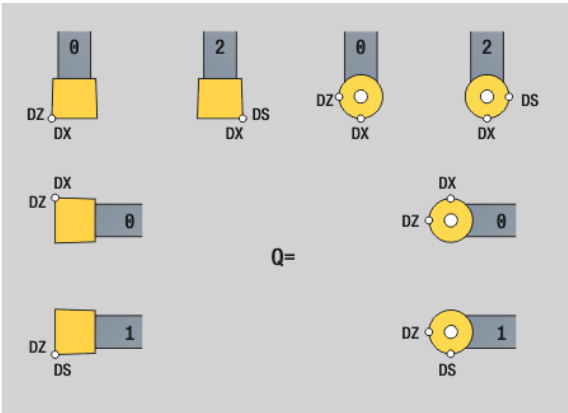 0 2 0 2
DZ DS DZ DS
DX DX DX DX
DX DX
DZ 0 DZ 0
Q=
DZ 1 DZ 1
DS DS